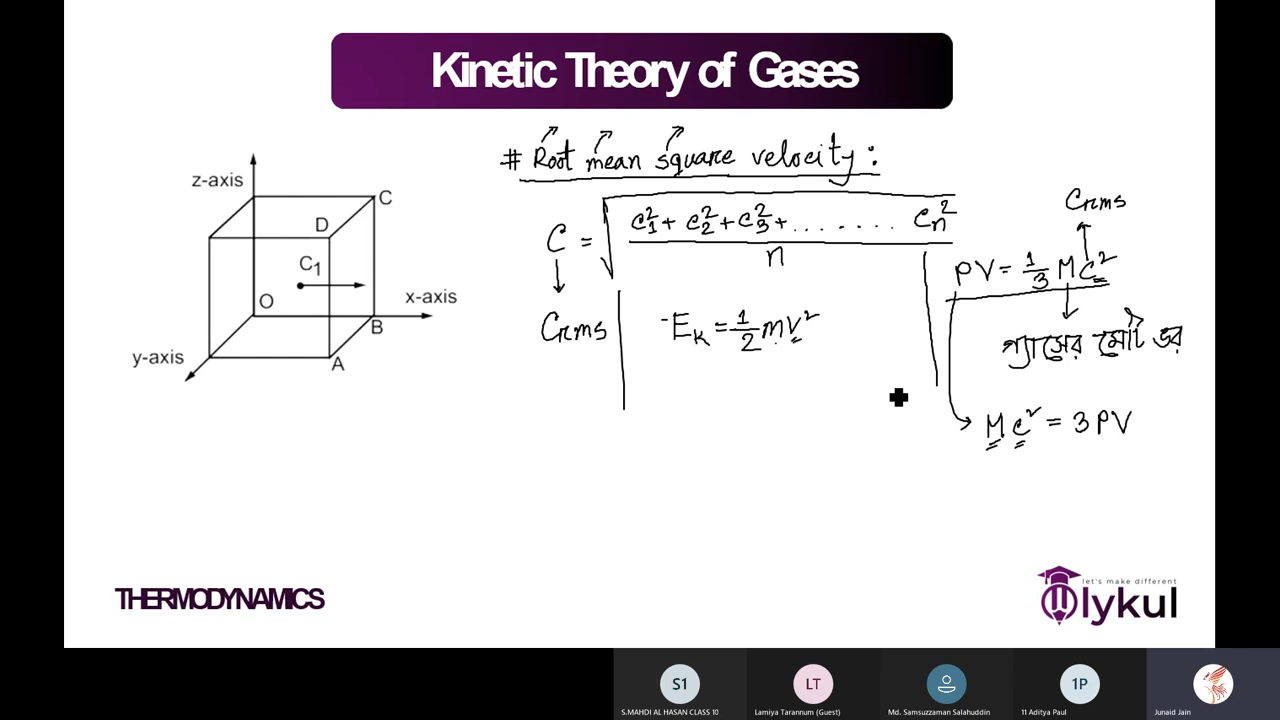 Kinetic Theory of Gases
# Root mean square velocity :
C = √(c₁² + c₂² + c₃² + ........ cₙ² / n)
Crms
Eₖ = 1/2 mv²
Crms
PV = 1/3 MC²
গ্যাসের মোট ভর
MC² = 3PV
z-axis
C
D
C₁
O
x-axis
B
y-axis
A
THERMODYNAMICS
let's make different
lykul
S1
LT
1P
S.MAHDI AL HASAN CLASS 10
Lamiya Tarannum (Guest)
Md. Samsuzzaman Salahuddin
11 Aditya Paul
Junaid Jain